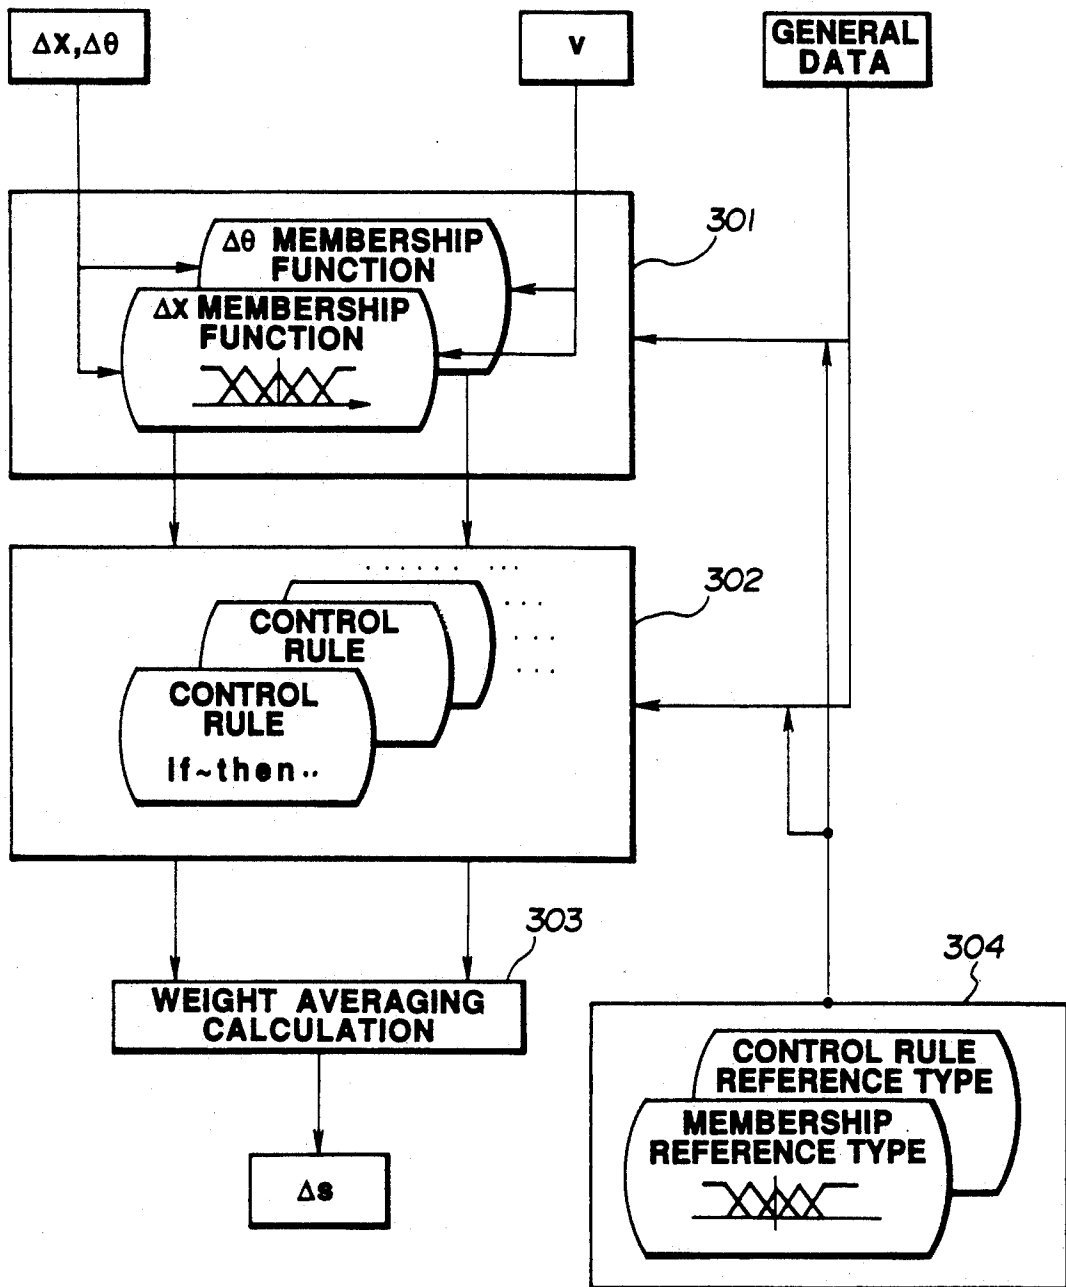 ΔX,Δθ
v
GENERAL
DATA
301
Δθ MEMBERSHIP
FUNCTION
ΔX MEMBERSHIP
FUNCTION
302
CONTROL
RULE
CONTROL
RULE
if~then··
303
WEIGHT AVERAGING
CALCULATION
304
CONTROL RULE
REFERENCE TYPE
MEMBERSHIP
REFERENCE TYPE
Δs